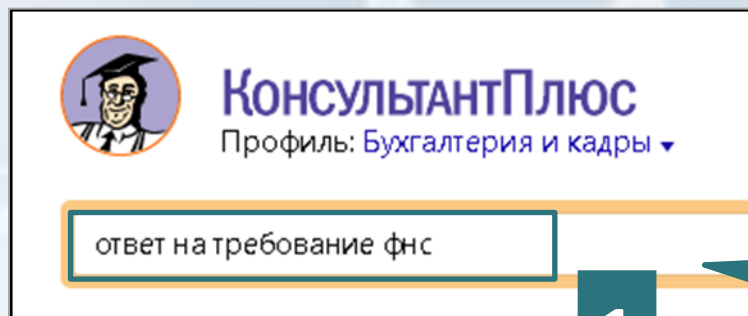 КонсультантПлюс
Профиль: Бухгалтерия и кадры
ответ на требование фнс